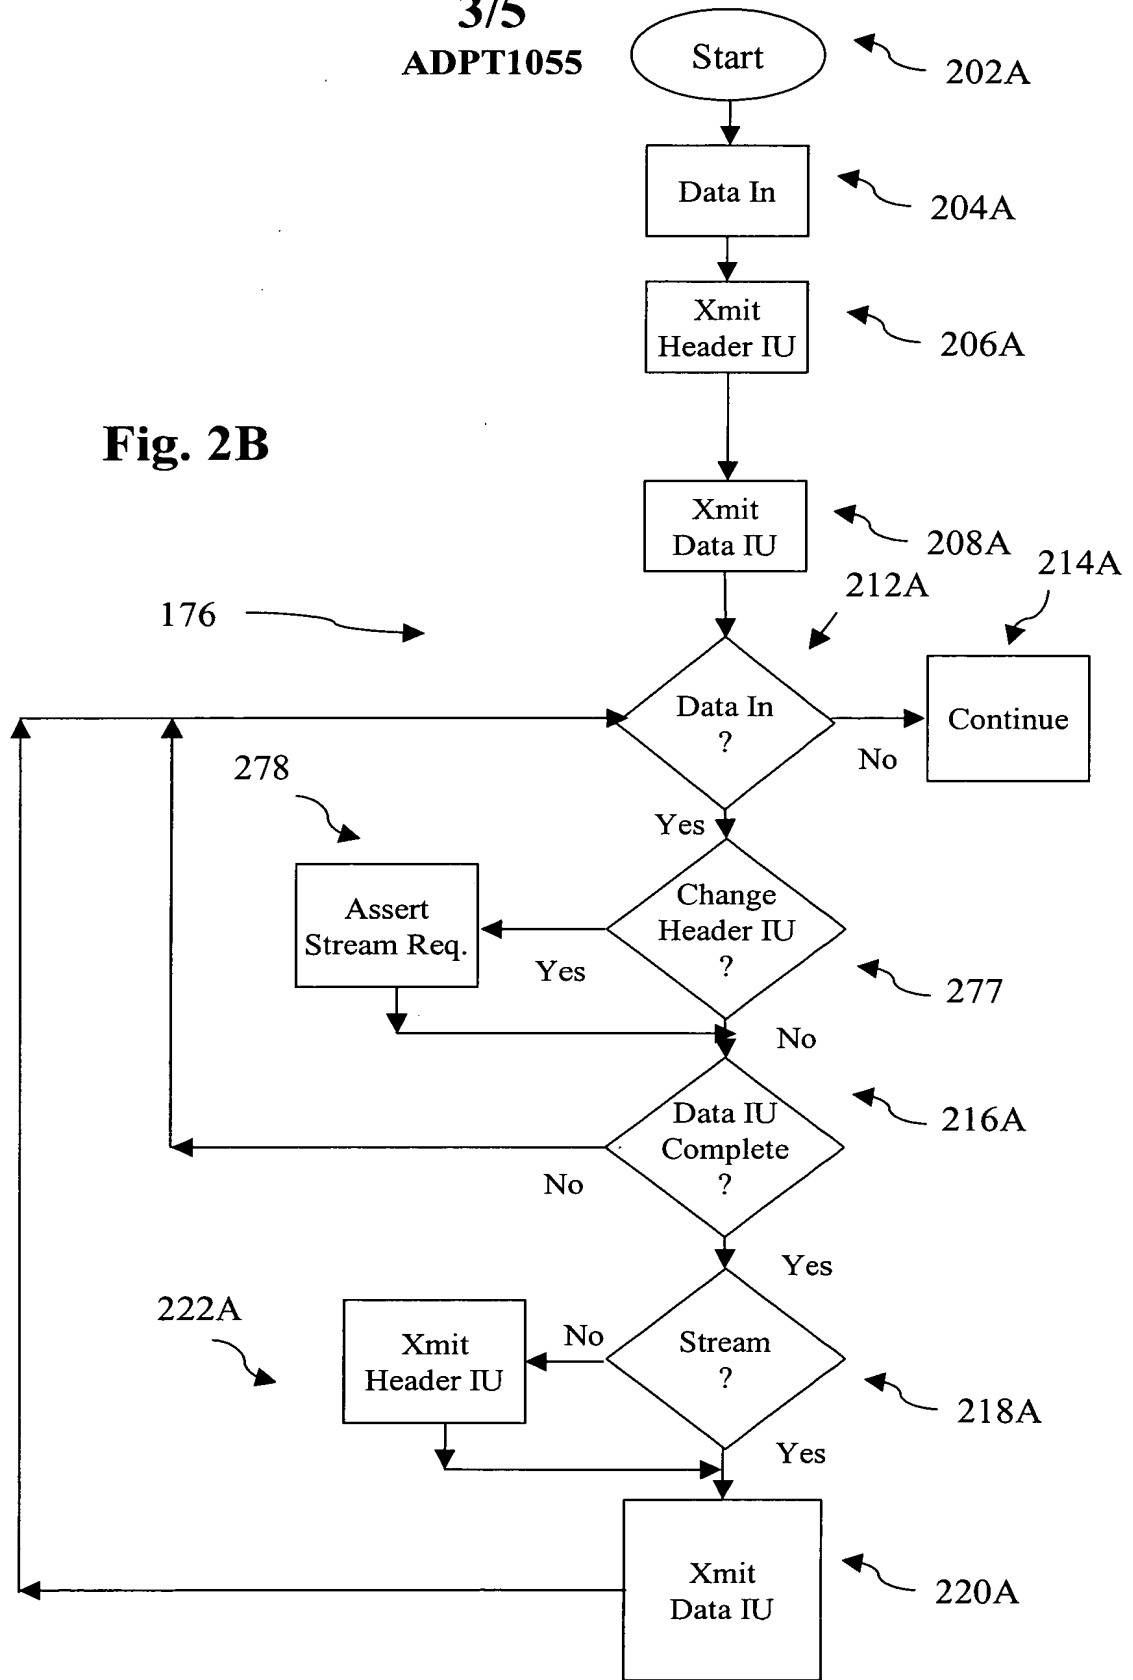 3/5
ADPT1055
Start
202A
Data In
204A
Xmit
Header IU
206A
Fig. 2B
Xmit
Data IU
208A
212A
214A
176
Data In
?
Continue
No
278
Yes
Change
Header IU
?
Assert
Stream Req.
Yes
277
No
Data IU
Complete
?
216A
No
Yes
222A
Xmit
Header IU
No
Stream
?
218A
Yes
Xmit
Data IU
220A